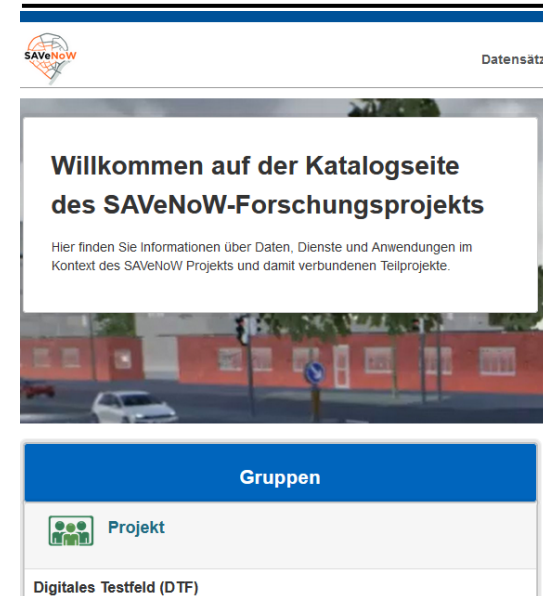 SAVeNoW
Datensätz
Willkommen auf der Katalogseite
des SAVeNoW-Forschungsprojekts
Hier finden Sie Informationen über Daten, Dienste und Anwendungen im
Kontext des SAVeNoW Projekts und damit verbundenen Teilprojekte.
Gruppen
Projekt
Digitales Testfeld (DTF)